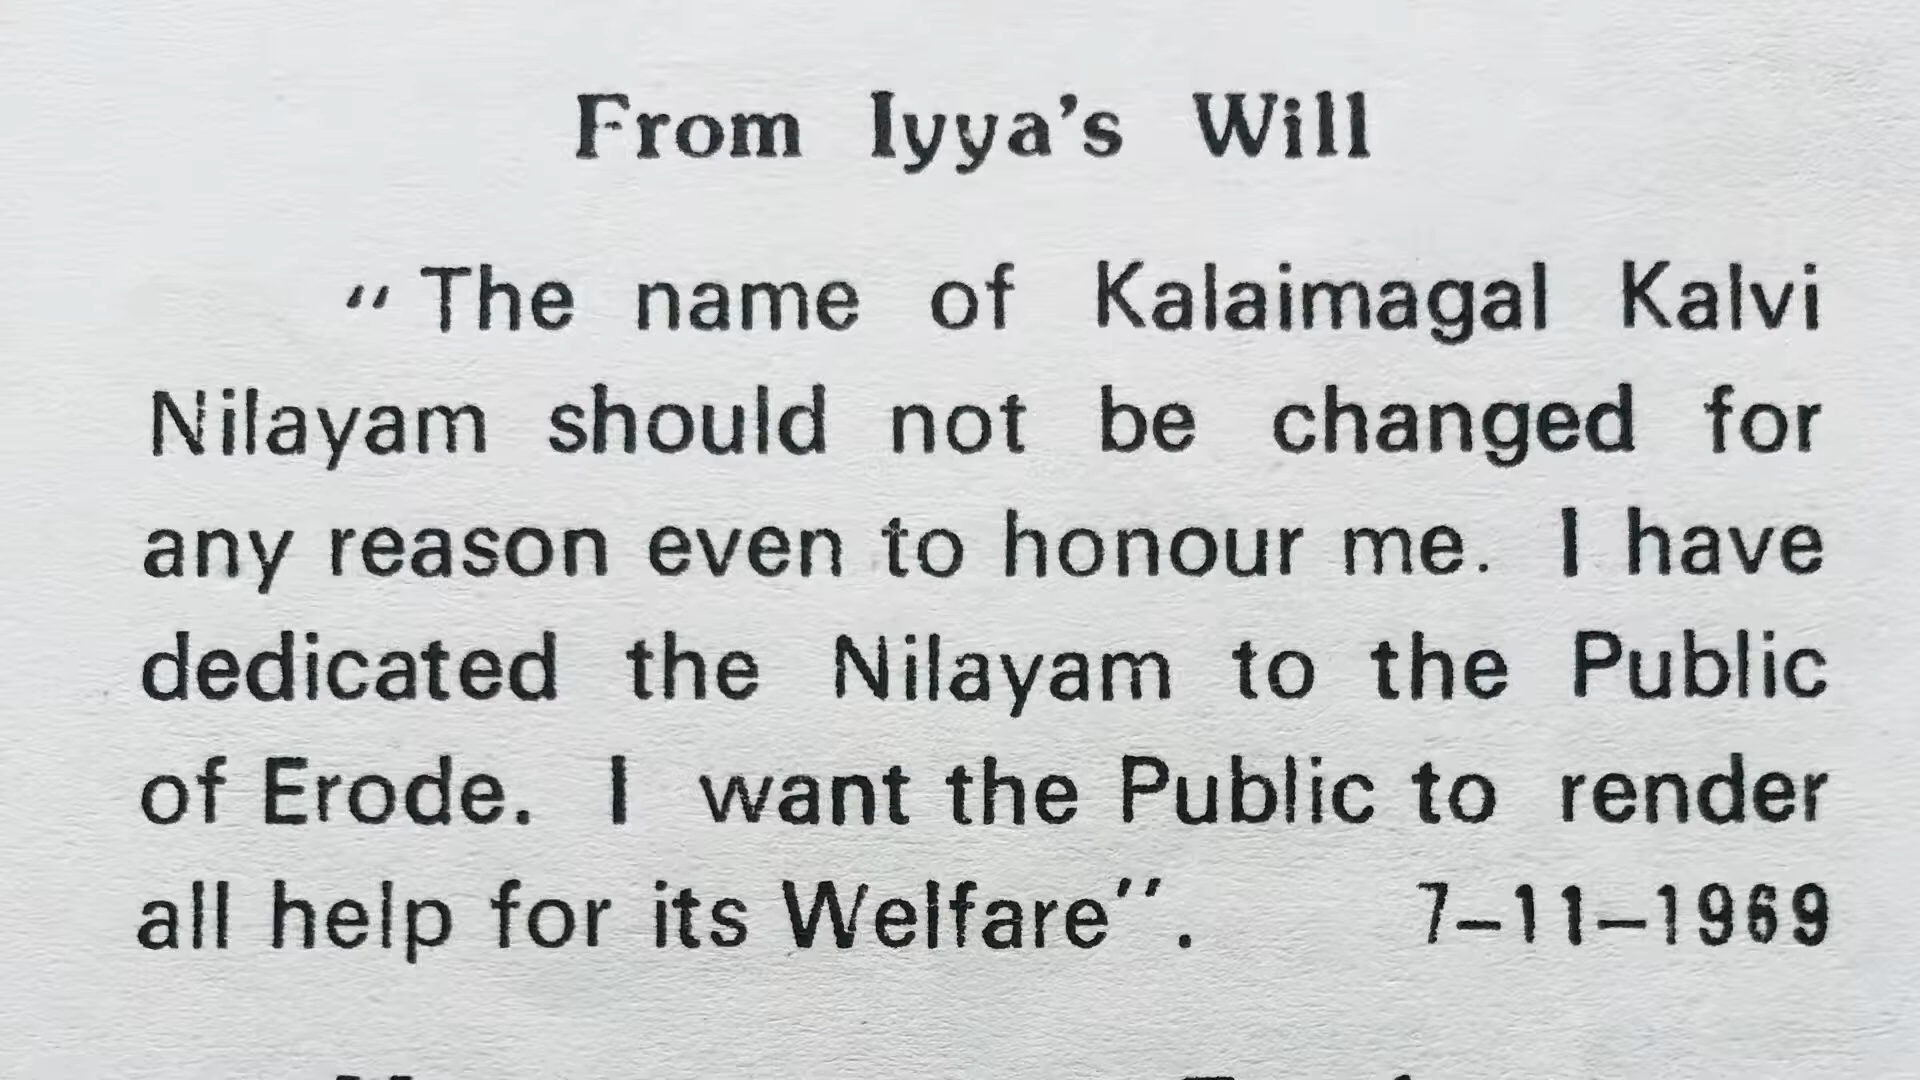 From Iyya's Will
"The name of Kalaimagal Kalvi
Nilayam should not be changed for
any reason even to honour me. I have
dedicated the Nilayam to the Public
of Erode. I want the Public to render
all help for its Welfare". 7-11-1969